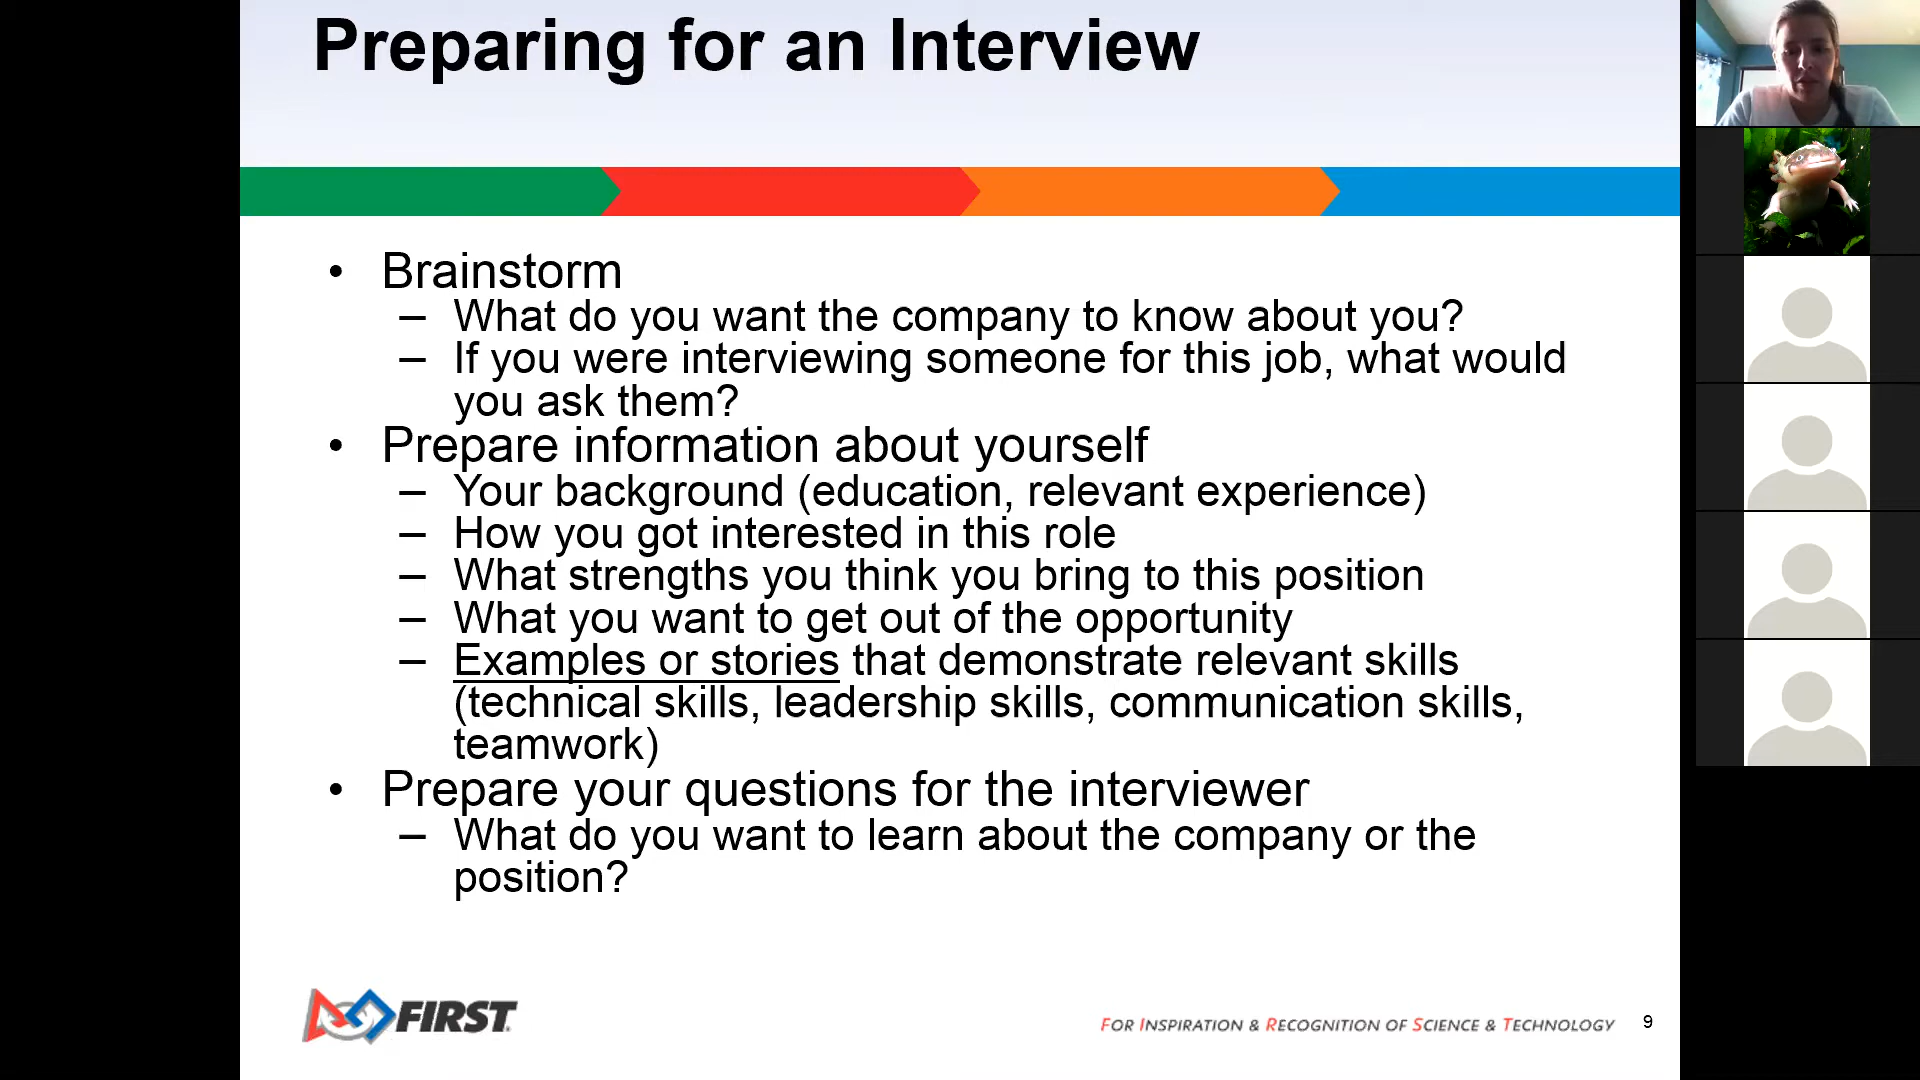 Preparing for an Interview
• Brainstorm
– What do you want the company to know about you?
– If you were interviewing someone for this job, what would
you ask them?
• Prepare information about yourself
– Your background (education, relevant experience)
– How you got interested in this role
– What strengths you think you bring to this position
– What you want to get out of the opportunity
– Examples or stories that demonstrate relevant skills
(technical skills, leadership skills, communication skills,
teamwork)
• Prepare your questions for the interviewer
– What do you want to learn about the company or the
position?
FIRST
FOR INSPIRATION & RECOGNITION OF SCIENCE & TECHNOLOGY
9